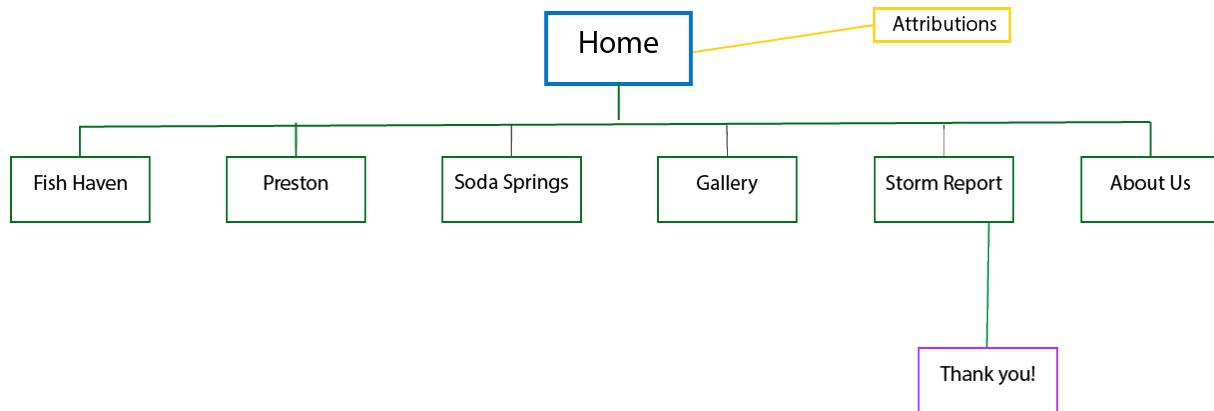 Home
Attributions
Fish Haven
Preston
Soda Springs
Gallery
Storm Report
About Us
Thank you!